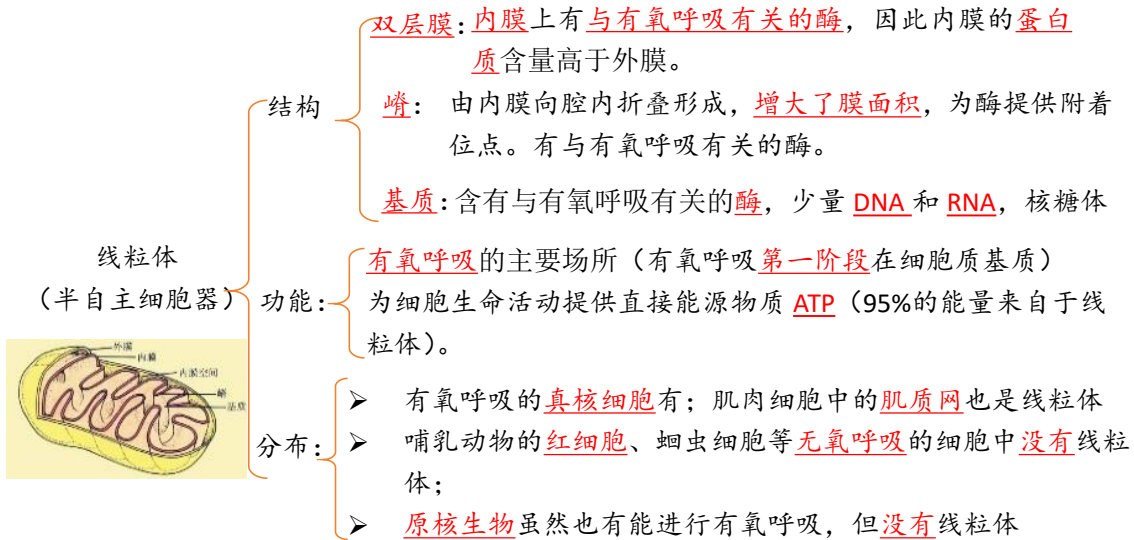 双层膜：内膜上有与有氧呼吸有关的酶，因此内膜的蛋白
质含量高于外膜。
结构
嵴： 由内膜向腔内折叠形成，增大了膜面积，为酶提供附着
位点。有与有氧呼吸有关的酶。
基质：含有与有氧呼吸有关的酶，少量 DNA 和 RNA，核糖体
线粒体
（半自主细胞器）
功能：
有氧呼吸的主要场所（有氧呼吸第一阶段在细胞质基质）
为细胞生命活动提供直接能源物质 ATP（95%的能量来自于线
粒体）。
外膜
内膜
内膜空间
嵴
基质
分布：
➢ 有氧呼吸的真核细胞有；肌肉细胞中的肌质网也是线粒体
➢ 哺乳动物的红细胞、蛔虫细胞等无氧呼吸的细胞中没有线粒
体；
➢ 原核生物虽然也有能进行有氧呼吸，但没有线粒体